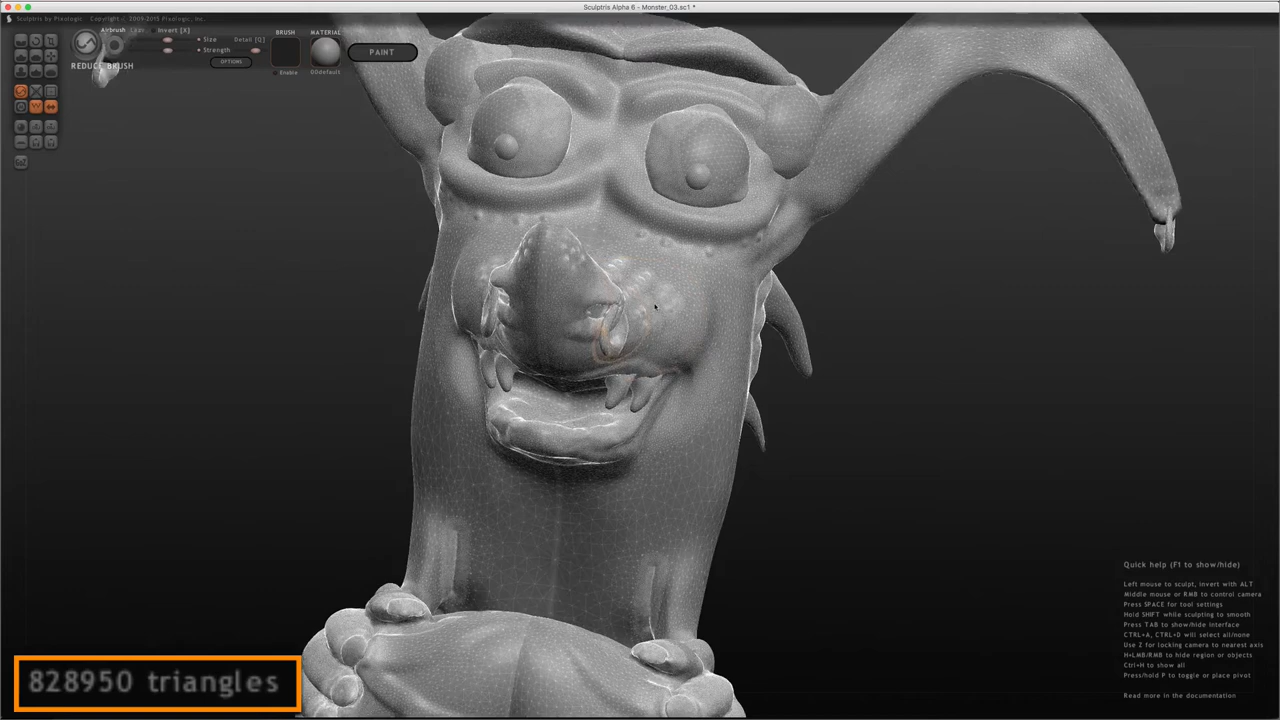 Sculptris Alpha 6 - Monster_03.sc1 *
Sculptris by Pixologic Copyright © 2009-2015 Pixologic, Inc.
Airbrush Invert [X]
Size Detail [Q]
Strength
OPTIONS
REDUCE BRUSH
BRUSH
Enable
MATERIAL
00default
PAINT
GoZ
Quick help (F1 to show/hide)
Left mouse to sculpt, invert with ALT
Middle mouse or RMB to control camera
Press SPACE for tool settings
Hold SHIFT while sculpting to smooth
Press TAB to show/hide interface
CTRL+A, CTRL+D will select all/none
Use Z for locking camera to nearest axis
H+LMB/RMB to hide region or objects
Ctrl+H to show all
Press/hold P to toggle or place pivot
Read more in the documentation
828950 triangles